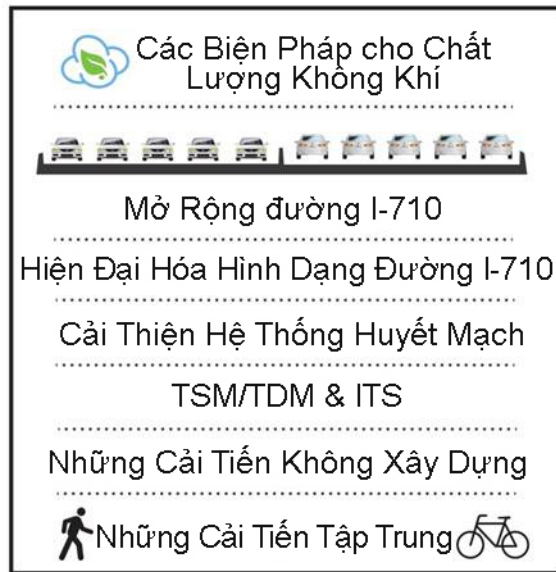 Các Biện Pháp cho Chất
Lượng Không Khí
Mở Rộng đường I-710
Hiện Đại Hóa Hình Dạng Đường I-710
Cải Thiện Hệ Thống Huyết Mạch
TSM/TDM & ITS
Những Cải Tiến Không Xây Dựng
Những Cải Tiến Tập Trung